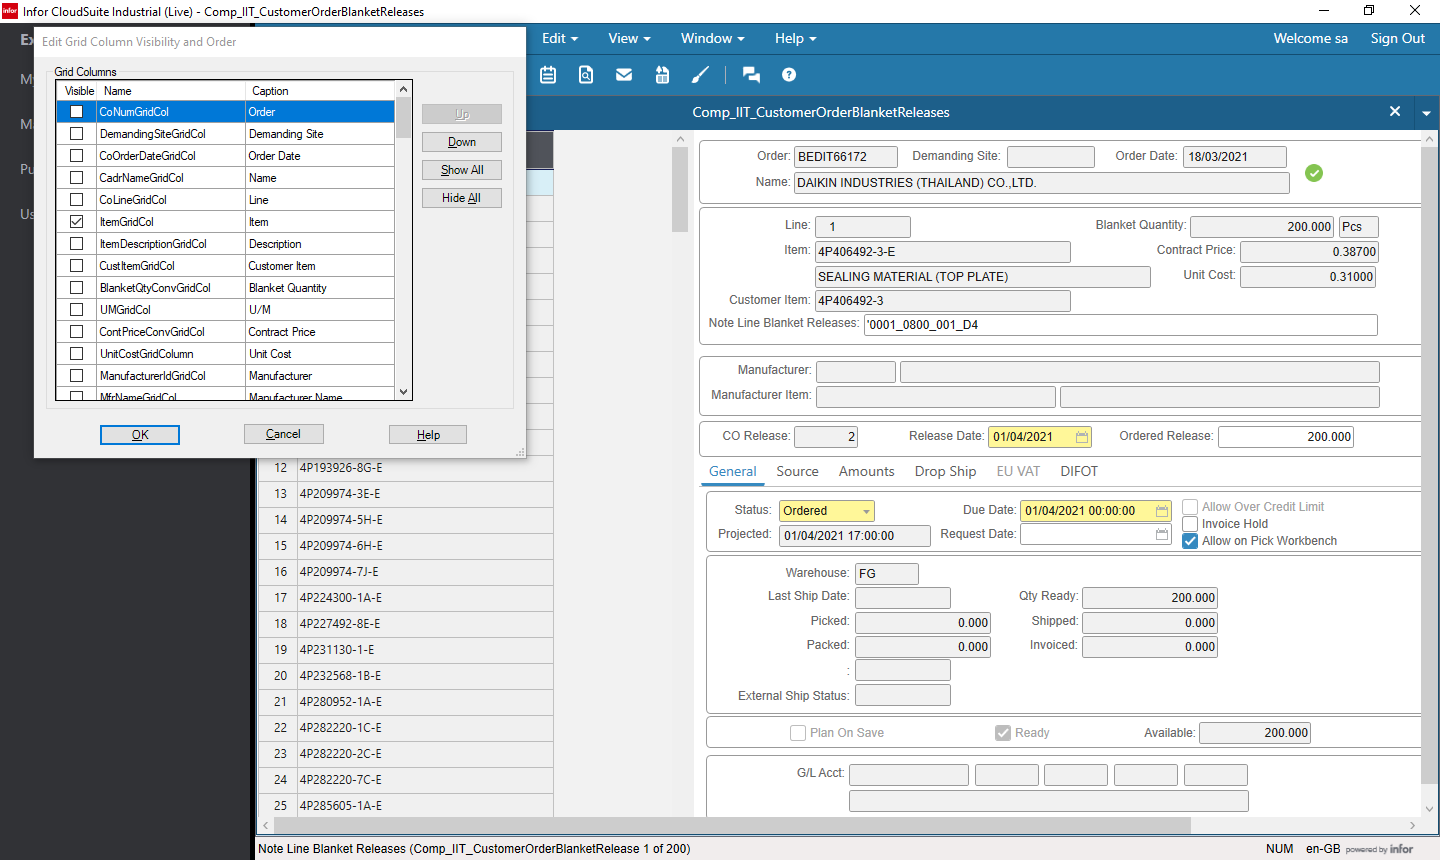 infor Infor CloudSuite Industrial (Live) - Comp_IIT_CustomerOrderBlanketReleases
Edit View Window Help Welcome sa Sign Out
Edit Grid Column Visibility and Order
Grid Columns
Visible Name Caption
CoNumGridCol Order
DemandingSiteGridCol Demanding Site
CoOrderDateGridCol Order Date
CadrNameGridCol Name
CoLineGridCol Line
ItemGridCol Item
ItemDescriptionGridCol Description
CustItemGridCol Customer Item
BlanketQtyConvGridCol Blanket Quantity
UMGridCol U/M
ContPriceConvGridCol Contract Price
UnitCostGridColumn Unit Cost
ManufacturerIdGridCol Manufacturer
MfrNameGridCol Manufacturer Name
Up
Down
Show All
Hide All
OK Cancel Help
12 4P193926-8G-E
13 4P209974-3E-E
14 4P209974-5H-E
15 4P209974-6H-E
16 4P209974-7J-E
17 4P224300-1A-E
18 4P227492-8E-E
19 4P231130-1-E
20 4P232568-1B-E
21 4P280952-1A-E
22 4P282220-1C-E
23 4P282220-2C-E
24 4P282220-7C-E
25 4P285605-1A-E
Comp_IIT_CustomerOrderBlanketReleases
Order: BEDIT66172 Demanding Site: Order Date: 18/03/2021
Name: DAIKIN INDUSTRIES (THAILAND) CO.,LTD.
Line: 1 Blanket Quantity: 200.000 Pcs
Item: 4P406492-3-E Contract Price: 0.38700
SEALING MATERIAL (TOP PLATE) Unit Cost: 0.31000
Customer Item: 4P406492-3
Note Line Blanket Releases: '0001_0800_001_D4
Manufacturer:
Manufacturer Item:
CO Release: 2 Release Date: 01/04/2021 Ordered Release: 200.000
General Source Amounts Drop Ship EU VAT DIFOT
Status: Ordered Due Date: 01/04/2021 00:00:00 Allow Over Credit Limit
Invoice Hold
Projected: 01/04/2021 17:00:00 Request Date: Allow on Pick Workbench
Warehouse: FG
Last Ship Date: Qty Ready: 200.000
Picked: 0.000 Shipped: 0.000
Packed: 0.000 Invoiced: 0.000
:
External Ship Status:
Plan On Save Ready Available: 200.000
G/L Acct:
Note Line Blanket Releases (Comp_IIT_CustomerOrderBlanketRelease 1 of 200) NUM en-GB powered by infor